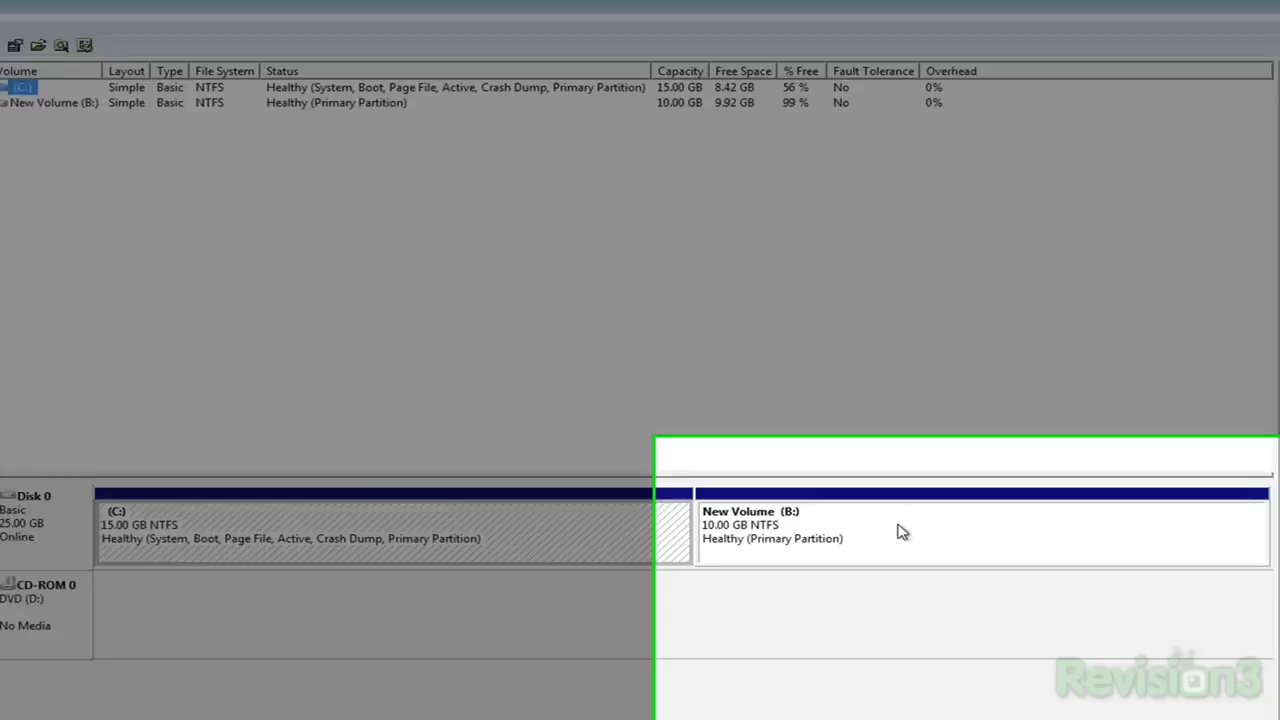 Volume Layout Type File System Status Capacity Free Space % Free Fault Tolerance Overhead
(C:) Simple Basic NTFS Healthy (System, Boot, Page File, Active, Crash Dump, Primary Partition) 15.00 GB 8.42 GB 56 % No 0%
New Volume (B:) Simple Basic NTFS Healthy (Primary Partition) 10.00 GB 9.92 GB 99 % No 0%
Disk 0
Basic
25.00 GB
Online
(C:)
15.00 GB NTFS
Healthy (System, Boot, Page File, Active, Crash Dump, Primary Partition)
New Volume (B:)
10.00 GB NTFS
Healthy (Primary Partition)
CD-ROM 0
DVD (D:)
No Media
Revision3